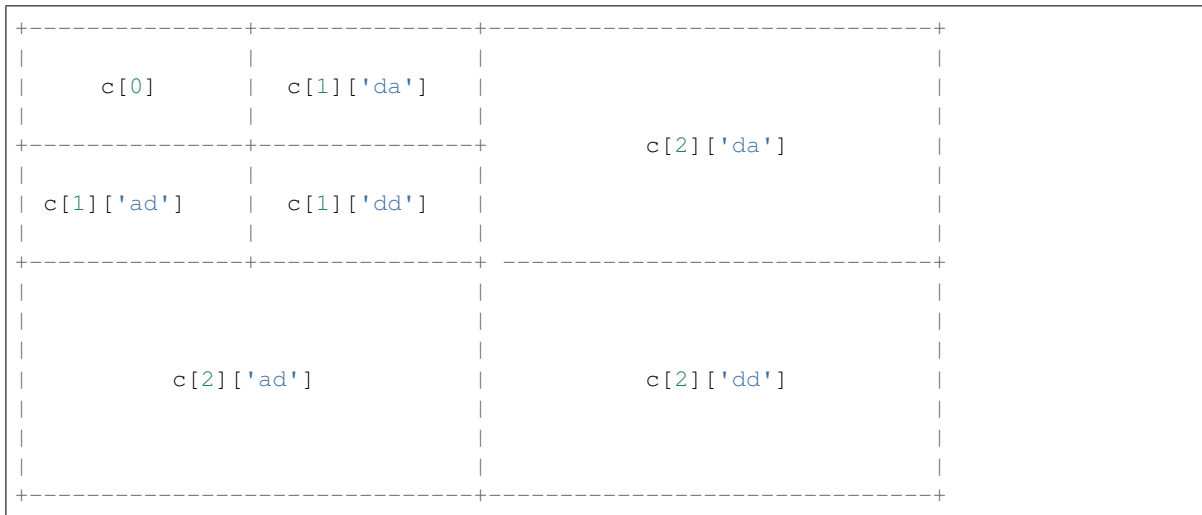 +---------------+---------------+-------------------------------+
| | | |
| c[0] | c[1]['da'] | |
| | | |
+---------------+---------------+ c[2]['da'] |
| | | |
| c[1]['ad'] | c[1]['dd'] | |
| | | |
+---------------+---------------+ ------------------------------+
| | |
| | |
| | |
| c[2]['ad'] | c[2]['dd'] |
| | |
| | |
| | |
+-------------------------------+-------------------------------+